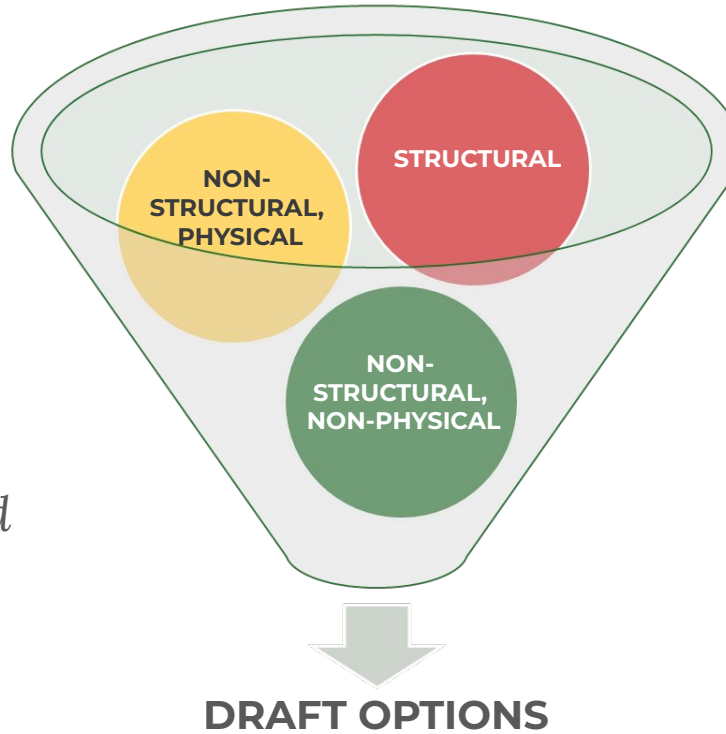 STRUCTURAL
NON-
STRUCTURAL,
PHYSICAL
NON-
STRUCTURAL,
NON-PHYSICAL
DRAFT OPTIONS